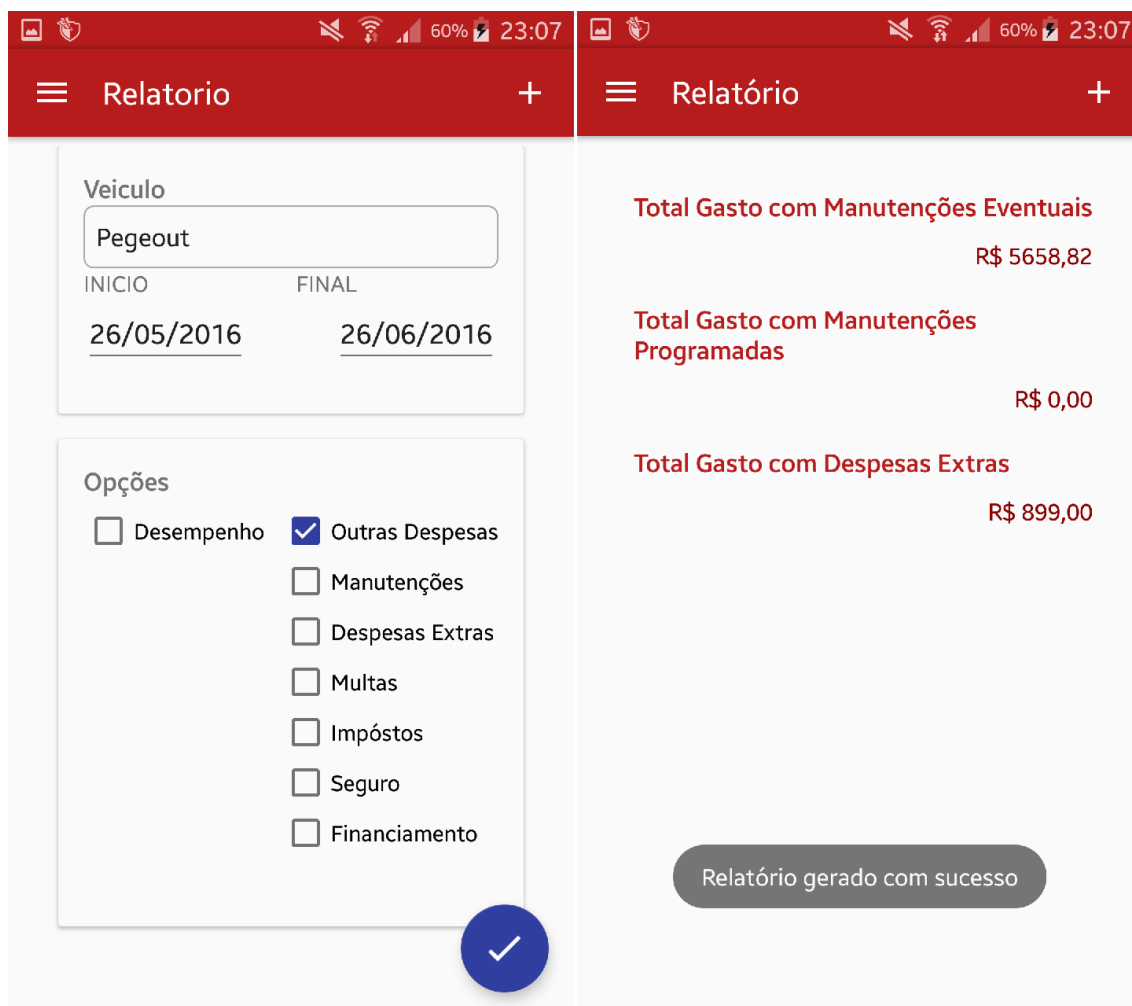 60% 23:07
Relatorio
Veiculo
Pegeout
INICIO FINAL
26/05/2016 26/06/2016
Opções
Desempenho Outras Despesas
Manutenções
Despesas Extras
Multas
Impóstos
Seguro
Financiamento
60% 23:07
Relatório
Total Gasto com Manutenções Eventuais
R$ 5658,82
Total Gasto com Manutenções
Programadas
R$ 0,00
Total Gasto com Despesas Extras
R$ 899,00
Relatório gerado com sucesso